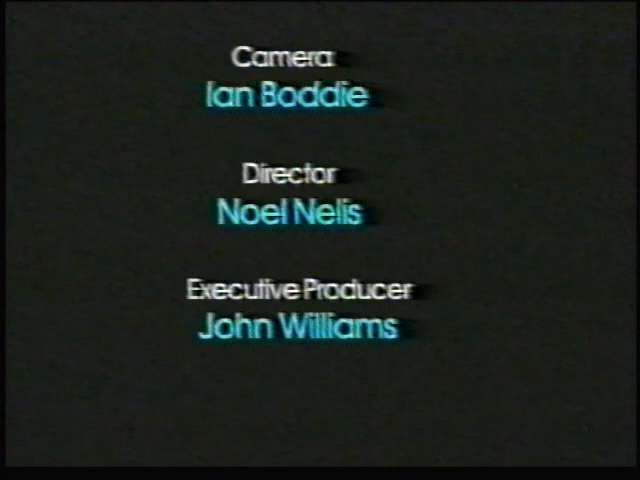 Camera
Ian Boddie
Director
Noel Nelis
Executive Producer
John Williams